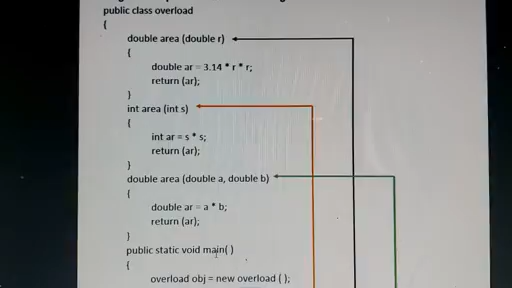 public class overload
{
double area (double r)
{
double ar = 3.14 * r * r;
return (ar);
}
int area (int s)
{
int ar = s * s;
return (ar);
}
double area (double a, double b)
{
double ar = a * b;
return (ar);
}
public static void main( )
{
overload obj = new overload ( );